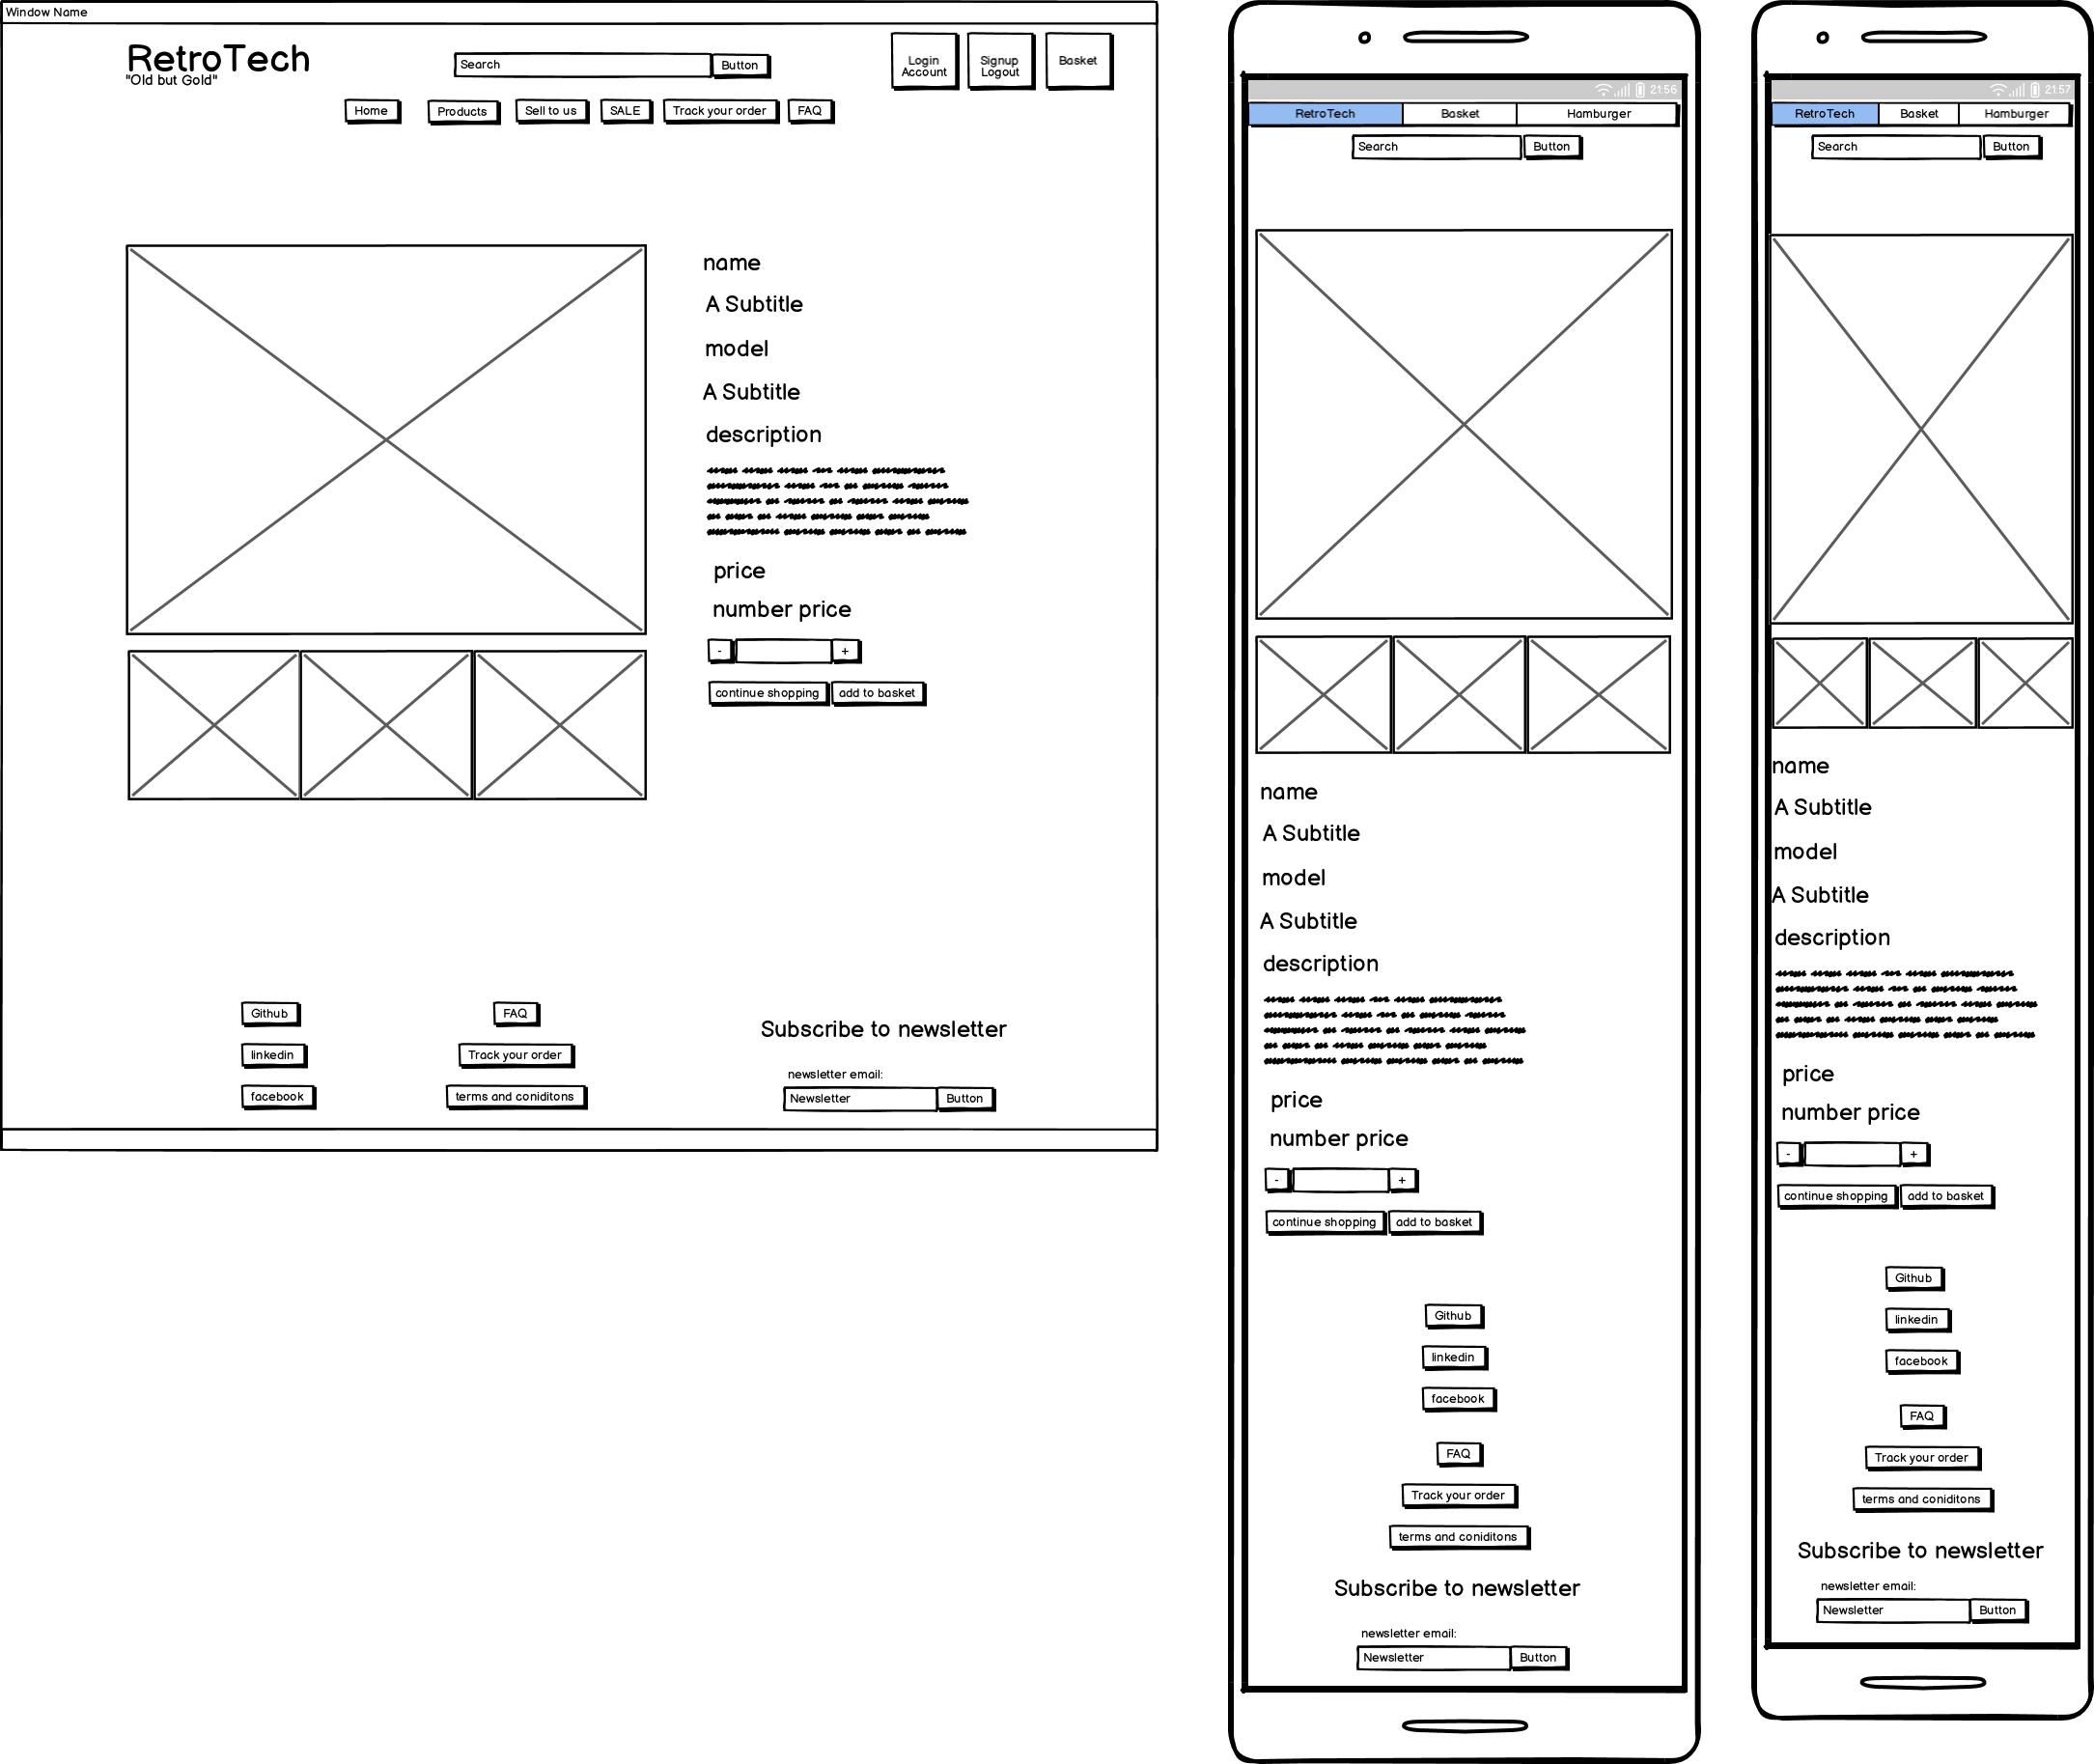 Window Name
RetroTech
"Old but Gold"
Search Button
Login Account
Signup Logout
Basket
Home Products Sell to us SALE Track your order FAQ
name
A Subtitle
model
A Subtitle
description
price
number price
- +
continue shopping add to basket
Github
linkedin
facebook
FAQ
Track your order
terms and coniditons
Subscribe to newsletter
newsletter email:
Newsletter Button
21:56
RetroTech Basket Hamburger
Search Button
name
A Subtitle
model
A Subtitle
description
price
number price
- +
continue shopping add to basket
Github
linkedin
facebook
FAQ
Track your order
terms and coniditons
Subscribe to newsletter
newsletter email:
Newsletter Button
21:57
RetroTech Basket Hamburger
Search Button
name
A Subtitle
model
A Subtitle
description
price
number price
- +
continue shopping add to basket
Github
linkedin
facebook
FAQ
Track your order
terms and coniditons
Subscribe to newsletter
newsletter email:
Newsletter Button